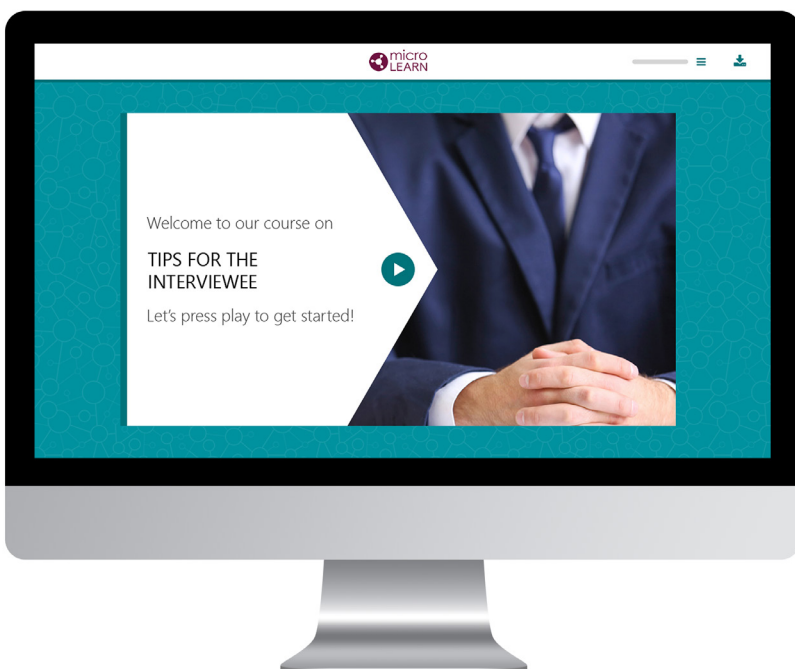 micro
LEARN
Welcome to our course on
TIPS FOR THE
INTERVIEWEE
Let's press play to get started!